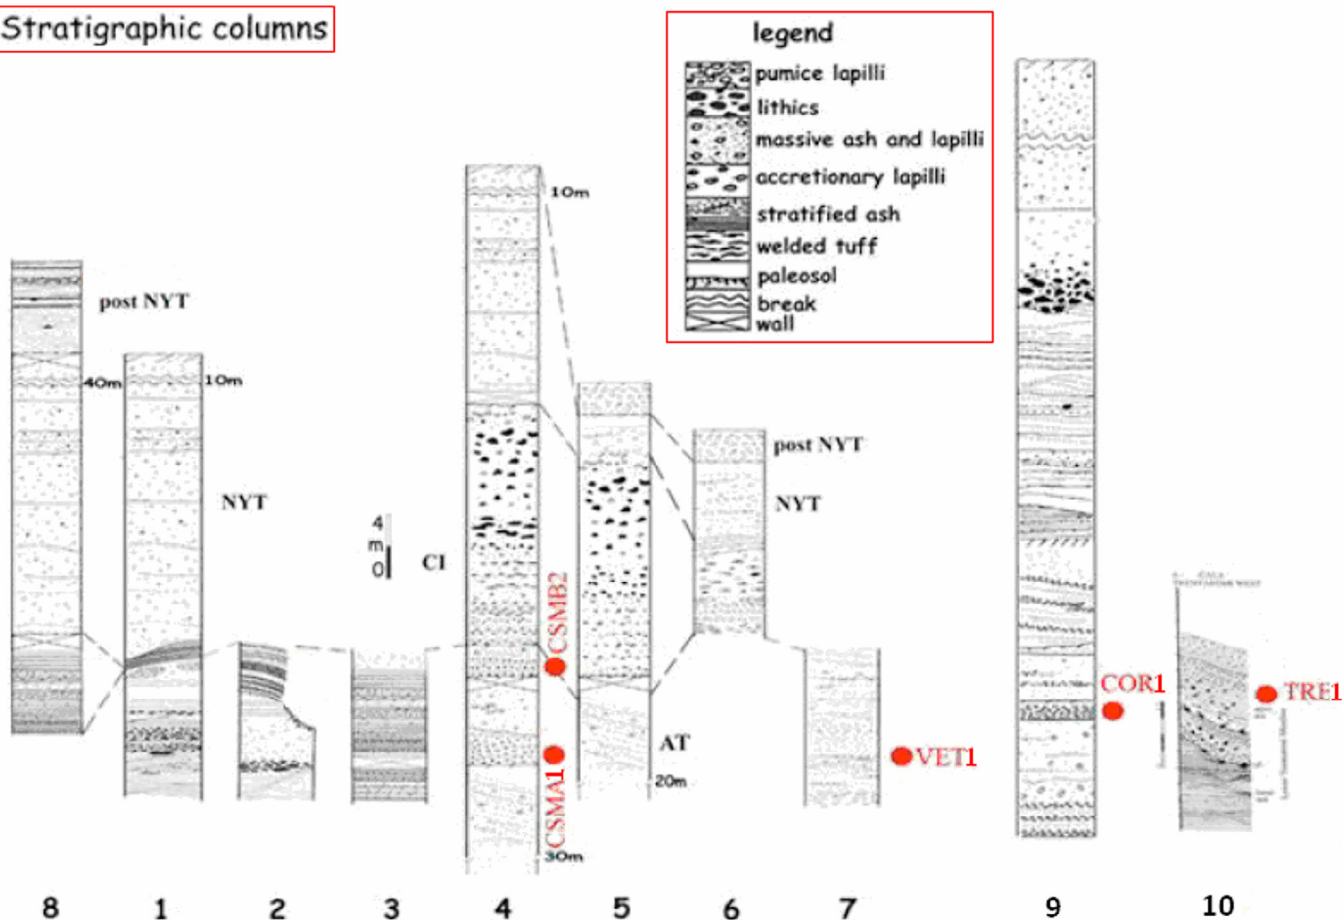 Stratigraphic columns
legend
pumice lapilli
lithics
massive ash and lapilli
accretionary lapilli
stratified ash
welded tuff
paleosol
break
wall
10m
post NYT
40m
10m
NYT
4
m
0
CI
CSMB2
CSMA1
30m
AT
20m
post NYT
NYT
VET1
COR1
TRE1
8 1 2 3 4 5 6 7 9 10